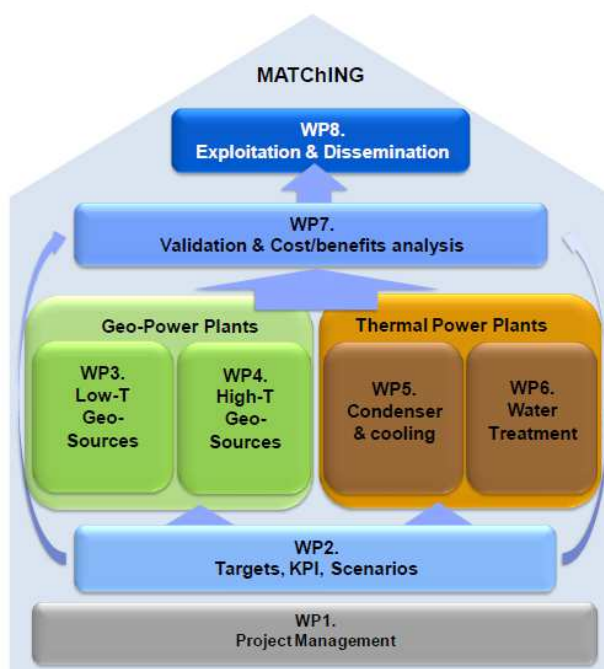 MATChING
WP8.
Exploitation & Dissemination
WP7.
Validation & Cost/benefits analysis
Geo-Power Plants
Thermal Power Plants
WP3.
Low-T
Geo-
Sources
WP4.
High-T
Geo-
Sources
WP5.
Condenser
& cooling
WP6.
Water
Treatment
WP2.
Targets, KPI, Scenarios
WP1.
Project Management